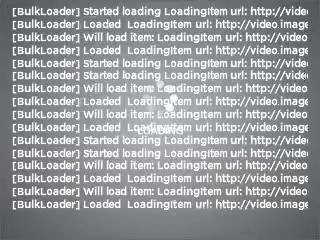 [BulkLoader] Started loading LoadingItem url: http://video
[BulkLoader] Loaded  LoadingItem url: http://video.image
[BulkLoader] Will load item: LoadingItem url: http://video
[BulkLoader] Loaded  LoadingItem url: http://video.image
[BulkLoader] Started loading LoadingItem url: http://video
[BulkLoader] Started loading LoadingItem url: http://video
[BulkLoader] Will load item: LoadingItem url: http://video
[BulkLoader] Loaded  LoadingItem url: http://video.image
[BulkLoader] Will load item: LoadingItem url: http://video
[BulkLoader] Loaded  LoadingItem url: http://video.image
LOADING
[BulkLoader] Started loading LoadingItem url: http://video
[BulkLoader] Started loading LoadingItem url: http://video
[BulkLoader] Will load item: LoadingItem url: http://video
[BulkLoader] Loaded  LoadingItem url: http://video.image
[BulkLoader] Will load item: LoadingItem url: http://video
[BulkLoader] Loaded  LoadingItem url: http://video.image